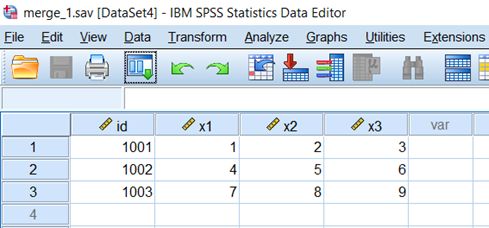 merge_1.sav [DataSet4] - IBM SPSS Statistics Data Editor
File Edit View Data Transform Analyze Graphs Utilities Extensions
id x1 x2 x3 var
1 1001 1 2 3
2 1002 4 5 6
3 1003 7 8 9
4